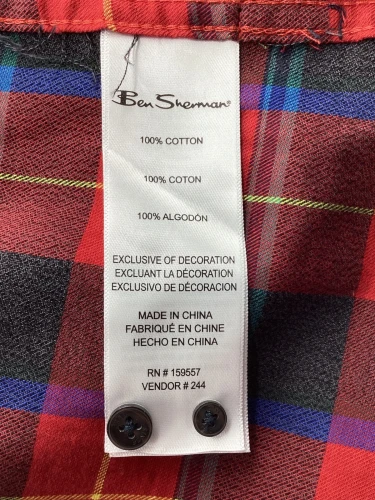 Ben Sherman®
100% COTTON
100% COTON
100% ALGODÓN
EXCLUSIVE OF DECORATION
EXCLUANT LA DÉCORATION
EXCLUSIVO DE DÉCORACION
MADE IN CHINA
FABRIQUÉ EN CHINE
HECHO EN CHINA
RN # 159557
VENDOR # 244